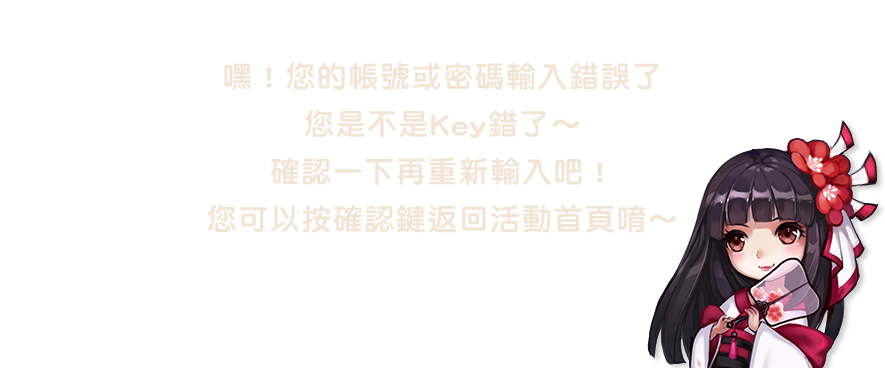 嘿！您的帳號或密碼輸入錯誤了
您是不是Key錯了～
確認一下再重新輸入吧！
您可以按確認鍵返回活動首頁唷～